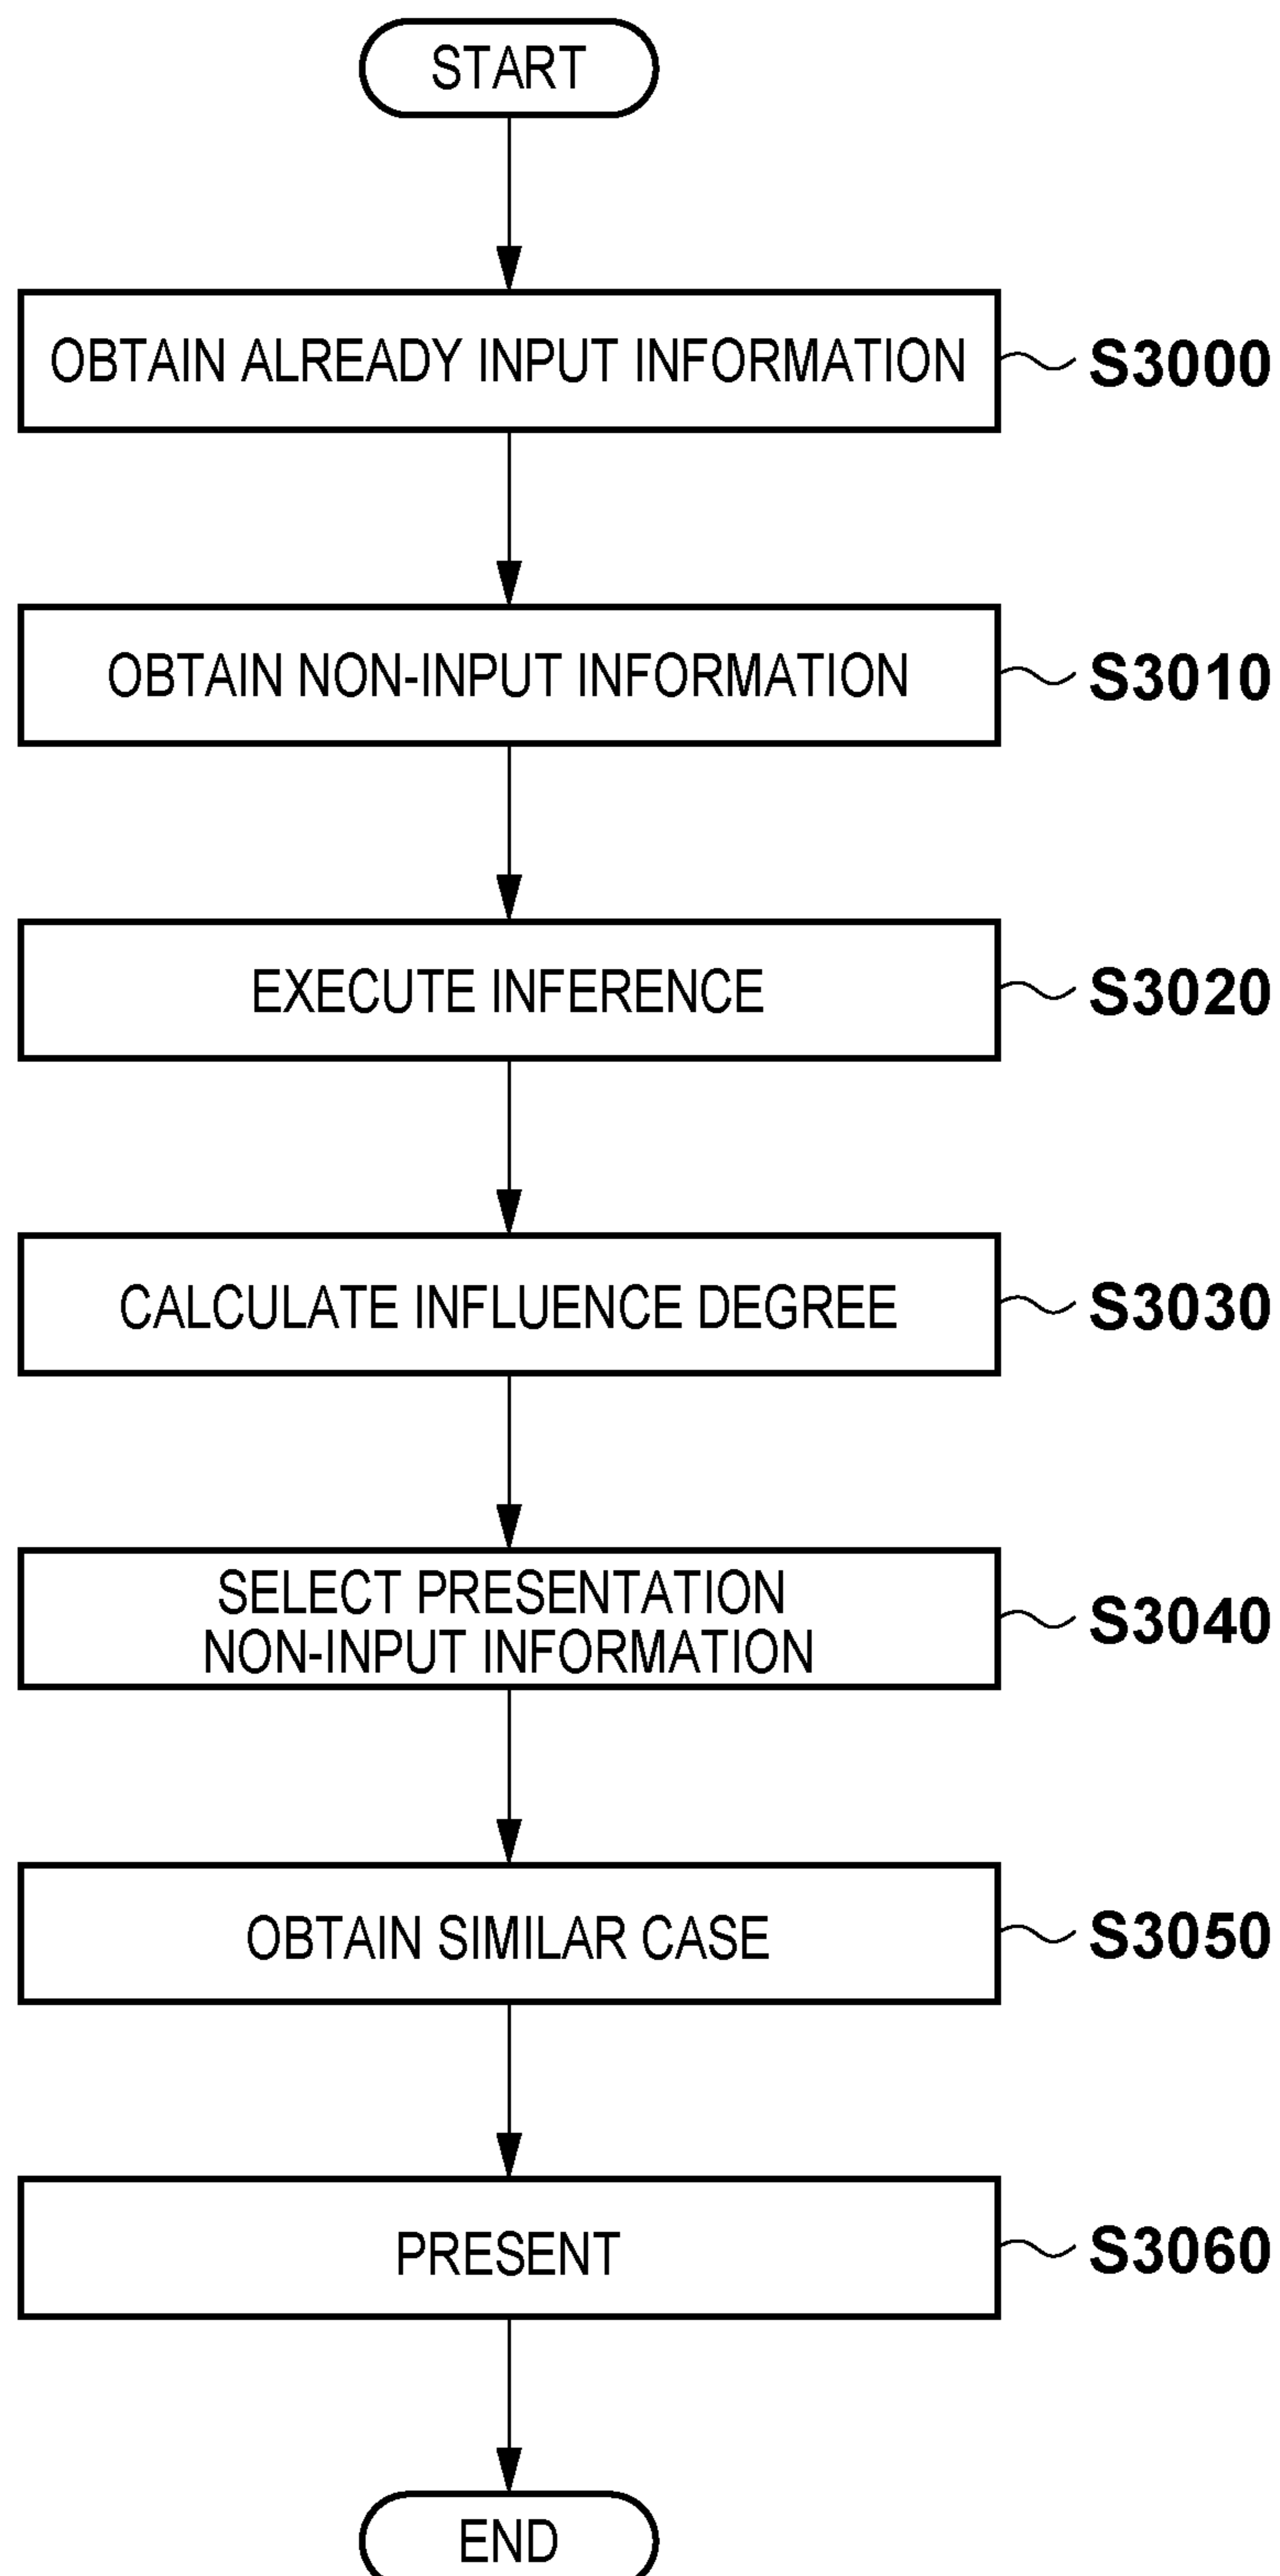 START
OBTAIN ALREADY INPUT INFORMATION
S3000
OBTAIN NON-INPUT INFORMATION
S3010
EXECUTE INFERENCE
S3020
CALCULATE INFLUENCE DEGREE
S3030
SELECT PRESENTATION
NON-INPUT INFORMATION
S3040
OBTAIN SIMILAR CASE
S3050
PRESENT
S3060
END